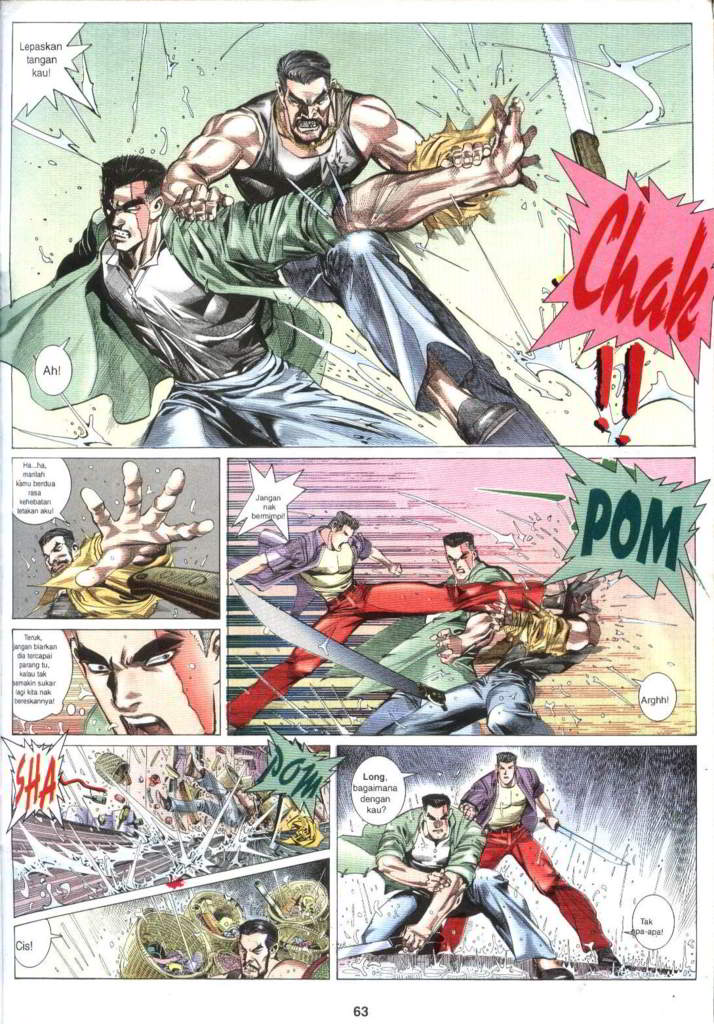 Lepaskan
tangan
kau!
Chak
!!
Ah!
Ha...ha,
marilah
kamu berdua
rasa
kehebatan
tetakan aku!
Jangan
nak
bermimpi!
POM
Arghh!
Teruk,
jangan biarkan
dia tercapai
parang tu,
kalau tak
semakin sukar
lagi kita nak
bereskannya!
SHA
POM
Cis!
Long,
bagaimana
dengan
kau?
Tak
apa-apa!
63